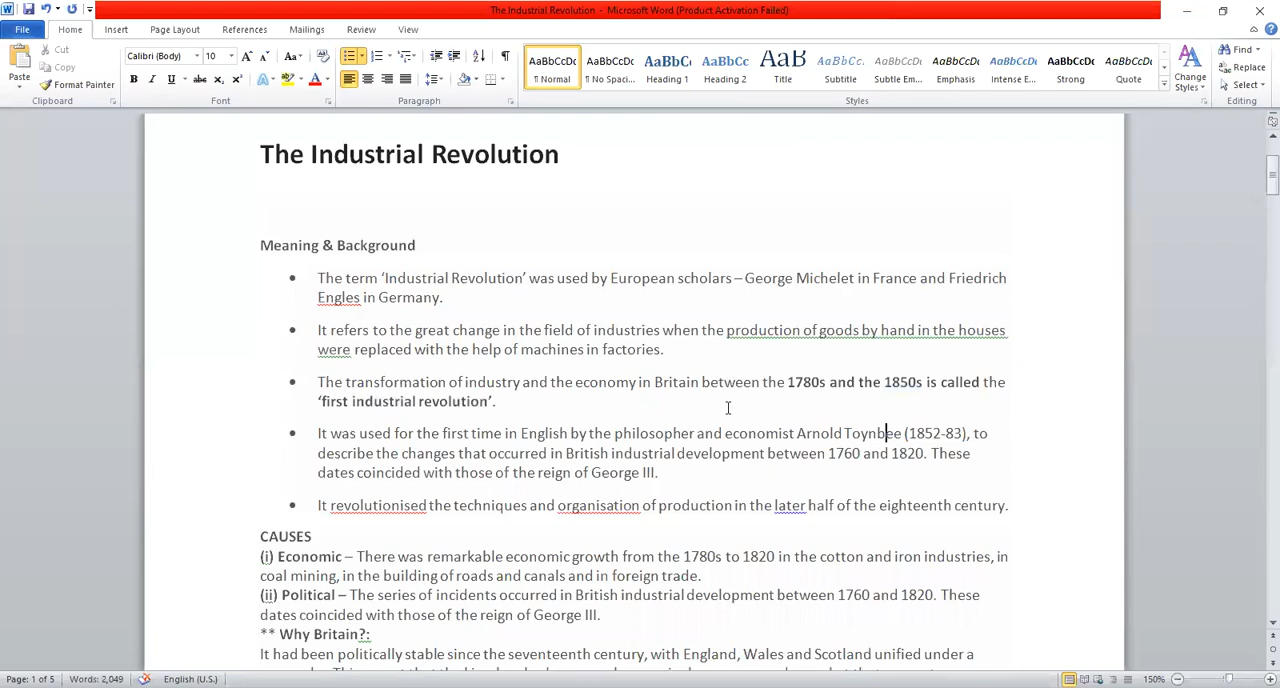 The Industrial Revolution - Microsoft Word (Product Activation Failed)
File Home Insert Page Layout References Mailings Review View
Cut
Copy
Format Painter
Paste
Clipboard
Calibri (Body) 10
Font
Paragraph
AaBbCcDc AaBbCcDc AaBbC AaBbCc AaB AaBbCc. AaBbCcDc AaBbCcDc AaBbCcDc AaBbCcDc AaBbCcDc
¶ Normal ¶ No Spaci... Heading 1 Heading 2 Title Subtitle Subtle Em... Emphasis Intense E... Strong Quote
Styles
Change
Styles
Find
Replace
Select
Editing
The Industrial Revolution
Meaning & Background
• The term ‘Industrial Revolution’ was used by European scholars – George Michelet in France and Friedrich
Engles in Germany.
• It refers to the great change in the field of industries when the production of goods by hand in the houses
were replaced with the help of machines in factories.
• The transformation of industry and the economy in Britain between the 1780s and the 1850s is called the
‘first industrial revolution’.
• It was used for the first time in English by the philosopher and economist Arnold Toynbee (1852-83), to
describe the changes that occurred in British industrial development between 1760 and 1820. These
dates coincided with those of the reign of George III.
• It revolutionised the techniques and organisation of production in the later half of the eighteenth century.
CAUSES
(i) Economic – There was remarkable economic growth from the 1780s to 1820 in the cotton and iron industries, in
coal mining, in the building of roads and canals and in foreign trade.
(ii) Political – The series of incidents occurred in British industrial development between 1760 and 1820. These
dates coincided with those of the reign of George III.
** Why Britain?:
It had been politically stable since the seventeenth century, with England, Wales and Scotland unified under a
Page: 1 of 5 Words: 2,049 English (U.S.) 150%